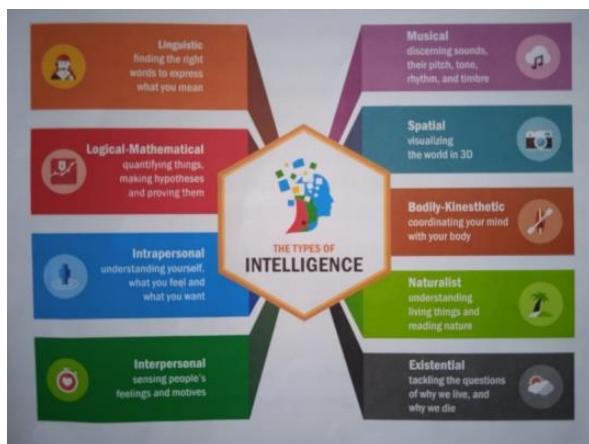 Linguistic
finding the right
words to express
what you mean
Logical-Mathematical
quantifying things,
making hypotheses
and proving them
Intrapersonal
understanding yourself,
what you feel and
what you want
Interpersonal
sensing people's
feelings and motives
THE TYPES OF
INTELLIGENCE
Musical
discerning sounds,
their pitch, tone,
rhythm, and timbre
Spatial
visualizing
the world in 3D
Bodily-Kinesthetic
coordinating your mind
with your body
Naturalist
understanding
living things and
reading nature
Existential
tackling the questions
of why we live, and
why we die